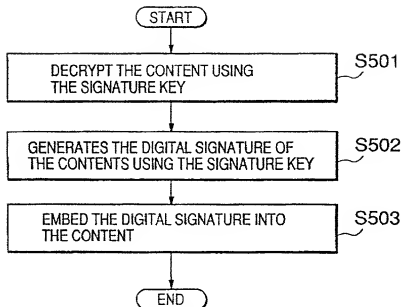 START
DECRYPT THE CONTENT USING
THE SIGNATURE KEY
S501
GENERATES THE DIGITAL SIGNATURE OF
THE CONTENTS USING THE SIGNATURE KEY
S502
EMBED THE DIGITAL SIGNATURE INTO
THE CONTENT
S503
END